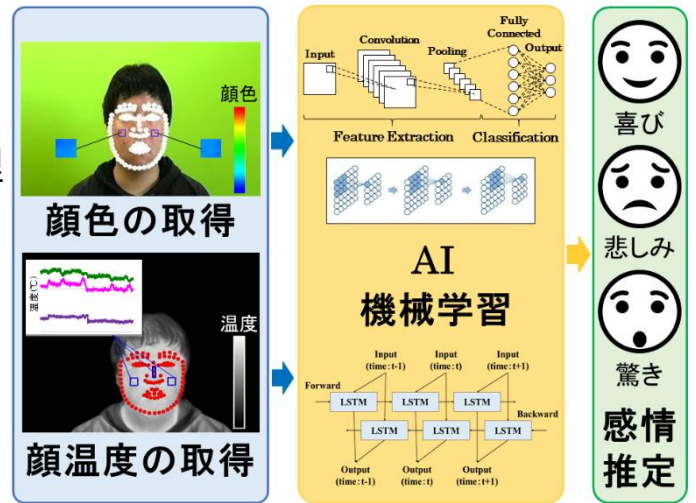 顔色
顔色の取得
温度(℃)
温度
顔温度の取得
Input
Convolution
Pooling
Fully
Connected
Output
Feature Extraction
Classification
AI
機械学習
Input
(time:t-1)
Input
(time:t)
Input
(time:t+1)
Forward
LSTM
LSTM
LSTM
Backward
LSTM
LSTM
LSTM
Output
(time:t-1)
Output
(time:t)
Output
(time:t+1)
喜び
悲しみ
驚き
感情
推定